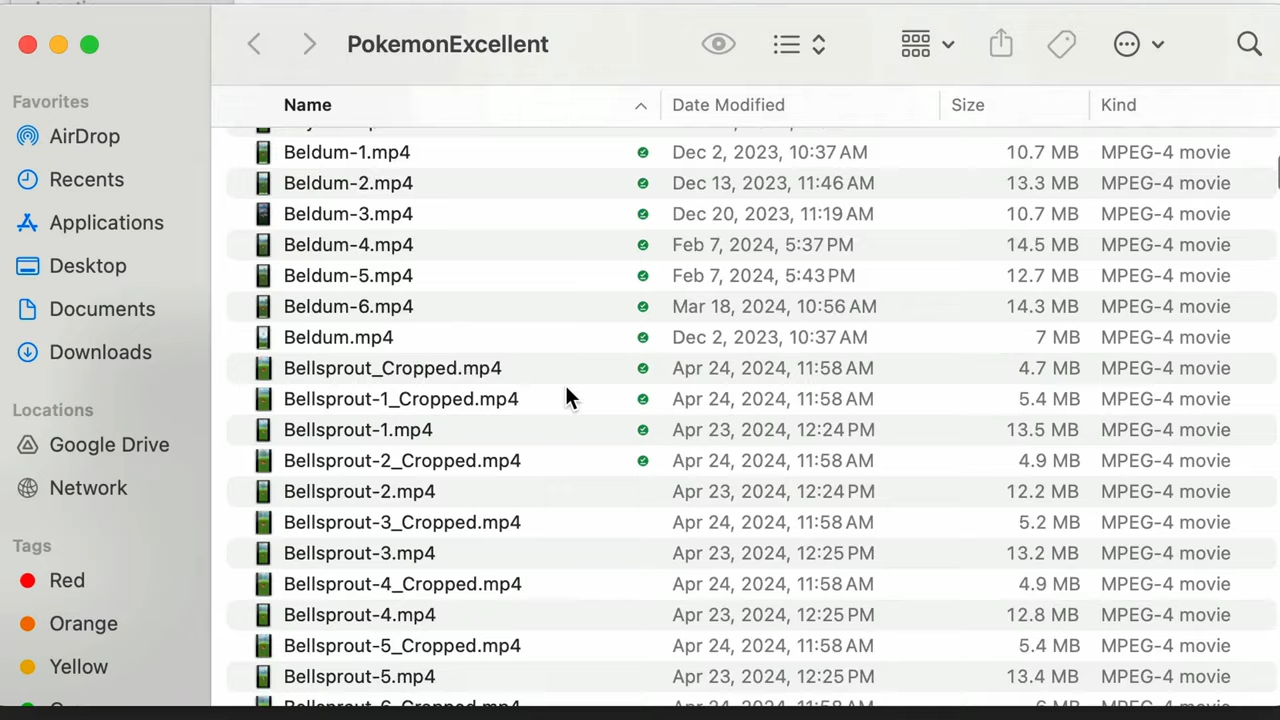 PokemonExcellent
Favorites
AirDrop
Recents
Applications
Desktop
Documents
Downloads
Locations
Google Drive
Network
Tags
Red
Orange
Yellow
Name Date Modified Size Kind
Beldum-1.mp4 Dec 2, 2023, 10:37 AM 10.7 MB MPEG-4 movie
Beldum-2.mp4 Dec 13, 2023, 11:46 AM 13.3 MB MPEG-4 movie
Beldum-3.mp4 Dec 20, 2023, 11:19 AM 10.7 MB MPEG-4 movie
Beldum-4.mp4 Feb 7, 2024, 5:37 PM 14.5 MB MPEG-4 movie
Beldum-5.mp4 Feb 7, 2024, 5:43 PM 12.7 MB MPEG-4 movie
Beldum-6.mp4 Mar 18, 2024, 10:56 AM 14.3 MB MPEG-4 movie
Beldum.mp4 Dec 2, 2023, 10:37 AM 7 MB MPEG-4 movie
Bellsprout_Cropped.mp4 Apr 24, 2024, 11:58 AM 4.7 MB MPEG-4 movie
Bellsprout-1_Cropped.mp4 Apr 24, 2024, 11:58 AM 5.4 MB MPEG-4 movie
Bellsprout-1.mp4 Apr 23, 2024, 12:24 PM 13.5 MB MPEG-4 movie
Bellsprout-2_Cropped.mp4 Apr 24, 2024, 11:58 AM 4.9 MB MPEG-4 movie
Bellsprout-2.mp4 Apr 23, 2024, 12:24 PM 12.2 MB MPEG-4 movie
Bellsprout-3_Cropped.mp4 Apr 24, 2024, 11:58 AM 5.2 MB MPEG-4 movie
Bellsprout-3.mp4 Apr 23, 2024, 12:25 PM 13.2 MB MPEG-4 movie
Bellsprout-4_Cropped.mp4 Apr 24, 2024, 11:58 AM 4.9 MB MPEG-4 movie
Bellsprout-4.mp4 Apr 23, 2024, 12:25 PM 12.8 MB MPEG-4 movie
Bellsprout-5_Cropped.mp4 Apr 24, 2024, 11:58 AM 5.4 MB MPEG-4 movie
Bellsprout-5.mp4 Apr 23, 2024, 12:25 PM 13.4 MB MPEG-4 movie